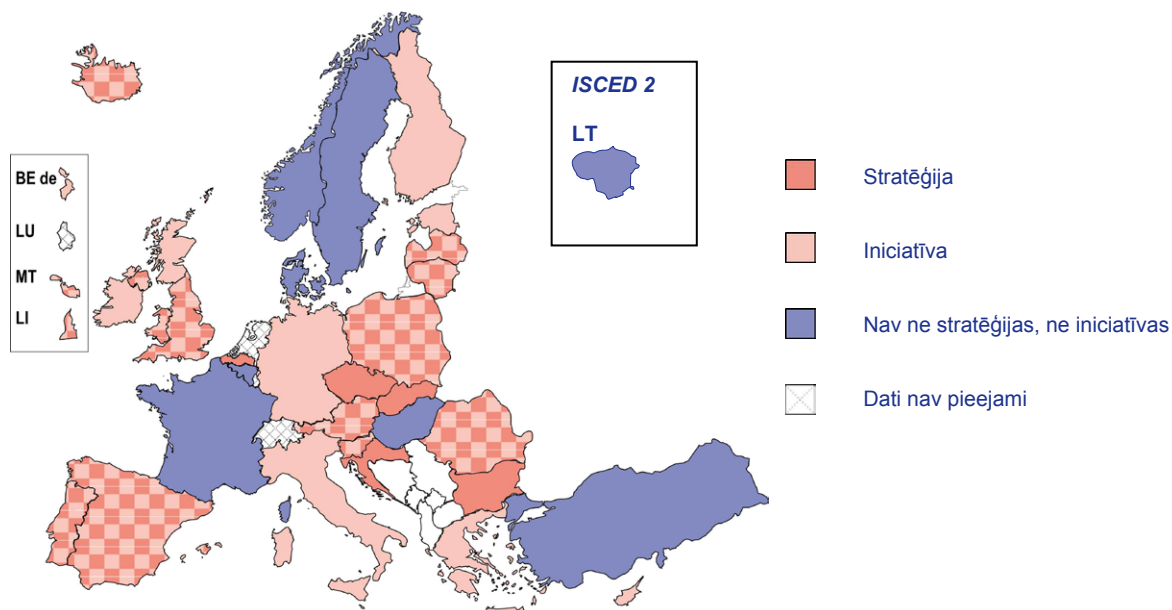 BE de
LU
MT
LI
ISCED 2
LT
Stratēģija
Iniciatīva
Nav ne stratēģijas, ne iniciatīvas
Dati nav pieejami